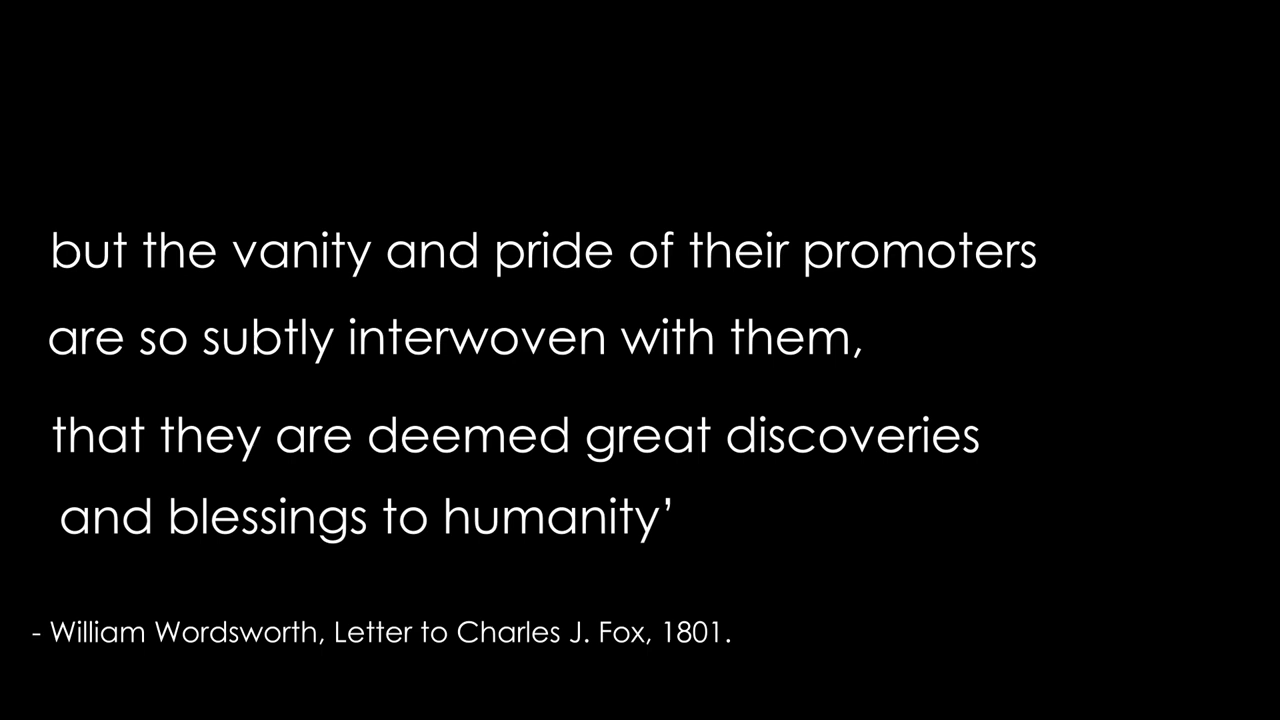 but the vanity and pride of their promoters
are so subtly interwoven with them,
that they are deemed great discoveries
and blessings to humanity’
- William Wordsworth, Letter to Charles J. Fox, 1801.